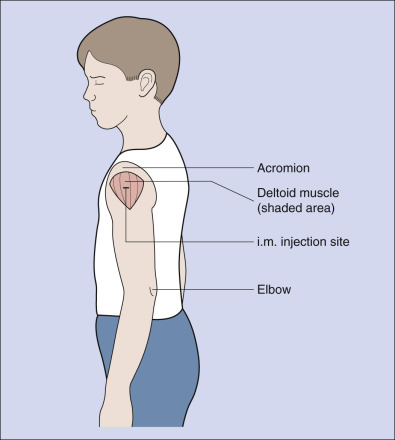 Acromion
Deltoid muscle
(shaded area)
i.m. injection site
Elbow